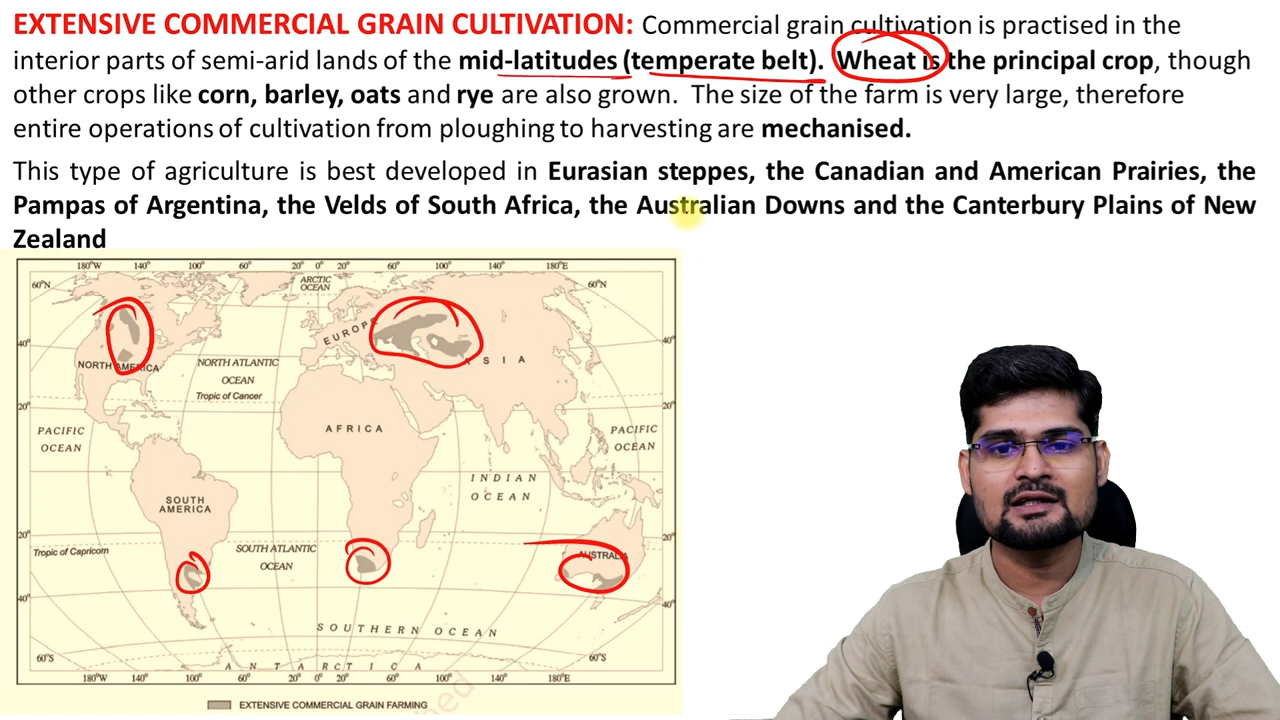 EXTENSIVE COMMERCIAL GRAIN CULTIVATION: Commercial grain cultivation is practised in the
interior parts of semi-arid lands of the mid-latitudes (temperate belt). Wheat is the principal crop, though
other crops like corn, barley, oats and rye are also grown. The size of the farm is very large, therefore
entire operations of cultivation from ploughing to harvesting are mechanised.
This type of agriculture is best developed in Eurasian steppes, the Canadian and American Prairies, the
Pampas of Argentina, the Velds of South Africa, the Australian Downs and the Canterbury Plains of New
Zealand
180°W 140° 100° 60° 20° 0° 20° 60° 100° 140° 180°E
ARCTIC
OCEAN
60°N 60°N
EUROPE
40° 40°
ASIA
NORTH AMERICA
NORTH ATLANTIC
OCEAN
Tropic of Cancer
20° 20°
PACIFIC
OCEAN
AFRICA
PACIFIC
OCEAN
INDIAN
OCEAN
SOUTH
AMERICA
20° 20°
Tropic of Capricorn
SOUTH ATLANTIC
OCEAN
AUSTRALIA
40° 40°
SOUTHERN OCEAN
60°S 60°S
ANTARCTICA
180°W 140° 100° 60° 20° 0° 20° 60° 100° 140° 180°E
EXTENSIVE COMMERCIAL GRAIN FARMING